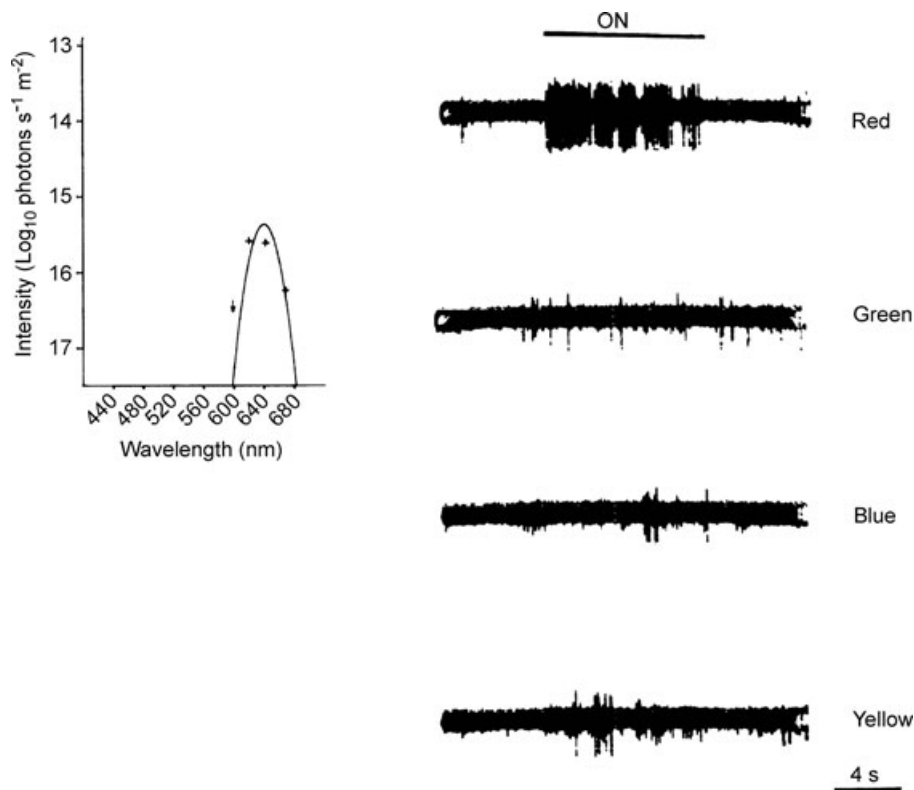 ON
13
14
15
16
17
Intensity (Log₁₀ photons s⁻¹ m⁻²)
440
480
520
560
600
640
680
Wavelength (nm)
Red
Green
Blue
Yellow
4 s